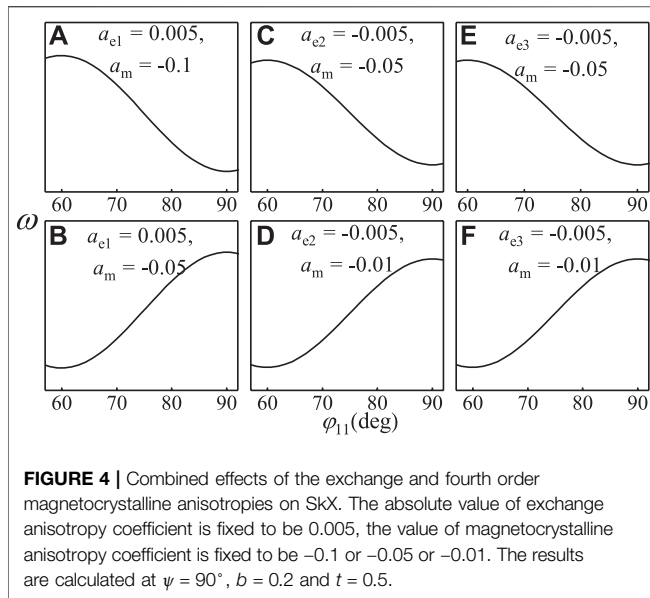 A
a_e1 = 0.005,
a_m = -0.1
C
a_e2 = -0.005,
a_m = -0.05
E
a_e3 = -0.005,
a_m = -0.05
60 70 80 90 60 70 80 90 60 70 80 90
ω
B
a_e1 = 0.005,
a_m = -0.05
D
a_e2 = -0.005,
a_m = -0.01
F
a_e3 = -0.005,
a_m = -0.01
60 70 80 90 60 70 80 90 60 70 80 90
φ₁₁(deg)
FIGURE 4 | Combined effects of the exchange and fourth order
magnetocrystalline anisotropies on SkX. The absolute value of exchange
anisotropy coefficient is fixed to be 0.005, the value of magnetocrystalline
anisotropy coefficient is fixed to be −0.1 or −0.05 or −0.01. The results
are calculated at ψ = 90°, b = 0.2 and t = 0.5.